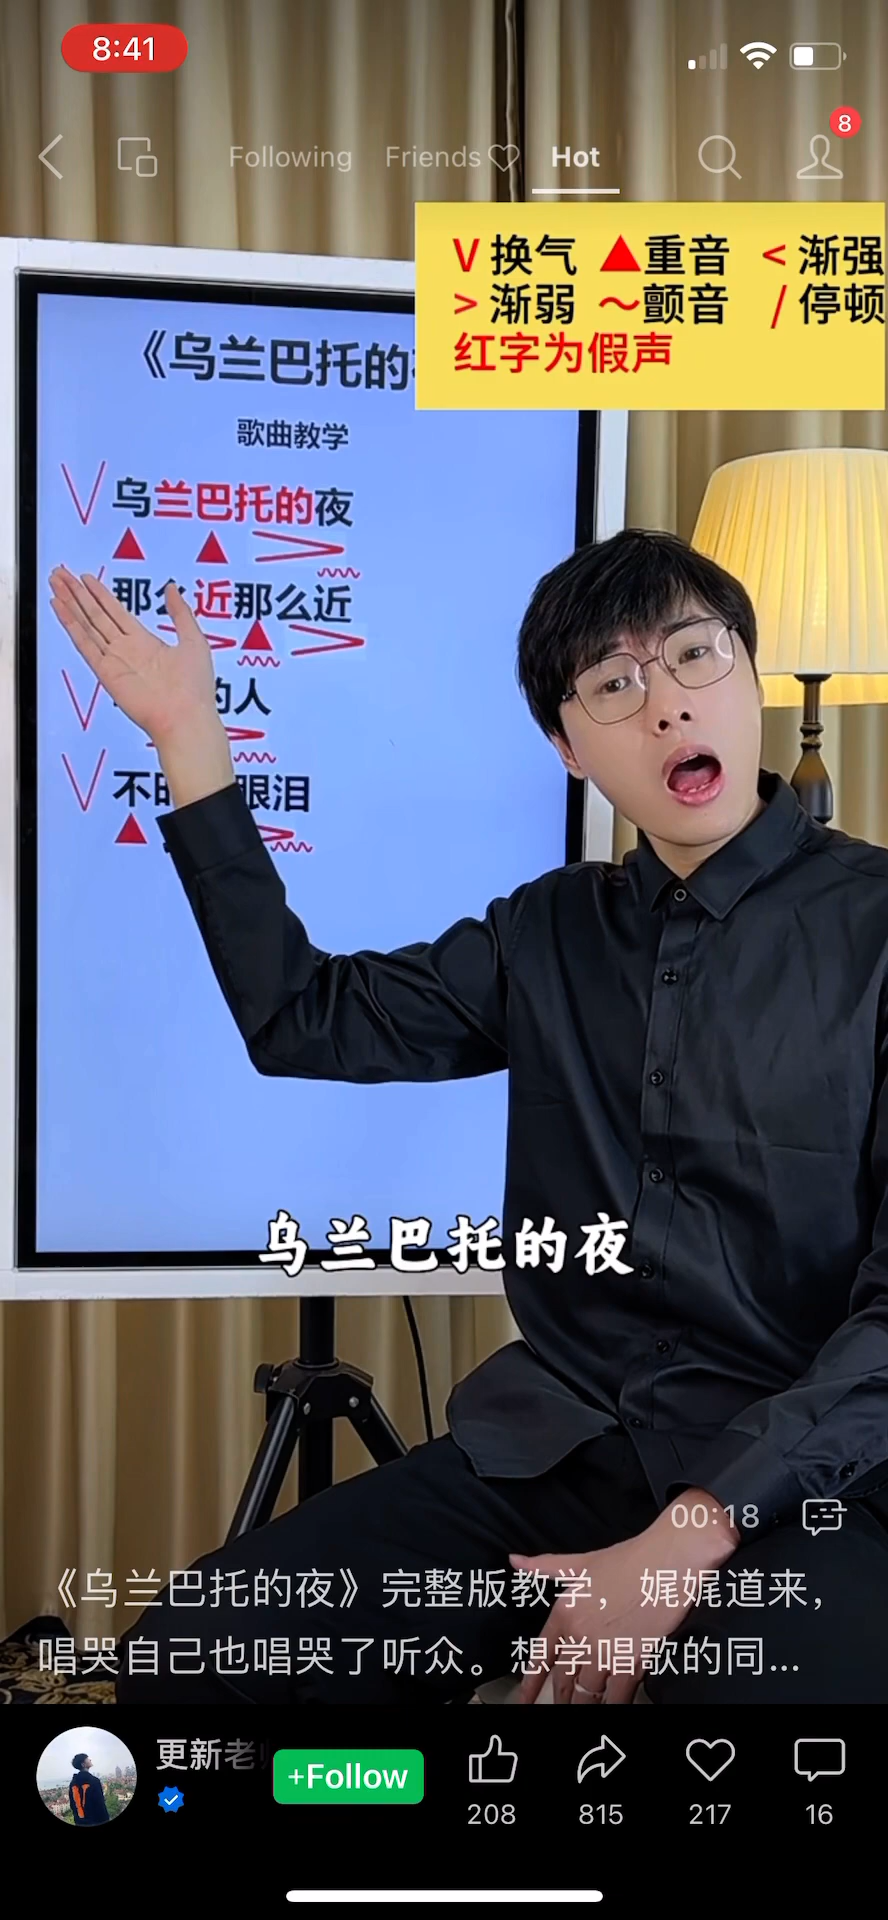 8:41
8
Following Friends Hot
V 换气 ▲重音 < 渐强
> 渐弱 ～颤音 / 停顿
红字为假声
《乌兰巴托的
歌曲教学
乌兰巴托的夜
那么近那么近
的人
不 眼泪
乌兰巴托的夜
00:18
《乌兰巴托的夜》完整版教学，娓娓道来，
唱哭自己也唱哭了听众。想学唱歌的同...
更新老
+Follow
208 815 217 16